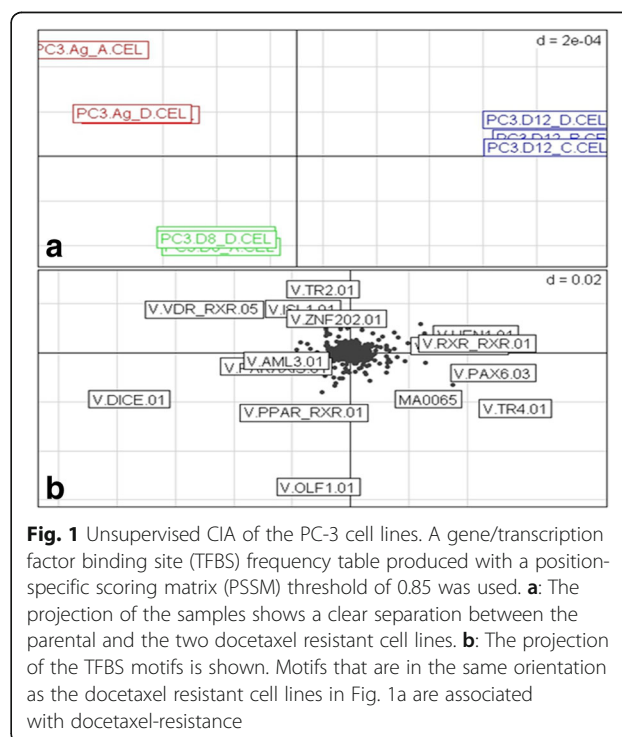 PC3.Ag_A.CEL
d = 2e-04
PC3.Ag_D.CEL
PC3.D12_D.CEL
PC3.D12_C.CEL
PC3.D8_D.CEL
a
d = 0.02
V.TR2.01
V.VDR_RXR.05
V.ZNF202.01
V.RXR_RXR.01
V.AML3.01
V.PAX6.03
V.DICE.01
MA0065
V.TR4.01
V.PPAR_RXR.01
V.OLF1.01
b
Fig. 1 Unsupervised CIA of the PC-3 cell lines. A gene/transcription
factor binding site (TFBS) frequency table produced with a position-
specific scoring matrix (PSSM) threshold of 0.85 was used. a: The
projection of the samples shows a clear separation between the
parental and the two docetaxel resistant cell lines. b: The projection
of the TFBS motifs is shown. Motifs that are in the same orientation
as the docetaxel resistant cell lines in Fig. 1a are associated
with docetaxel-resistance